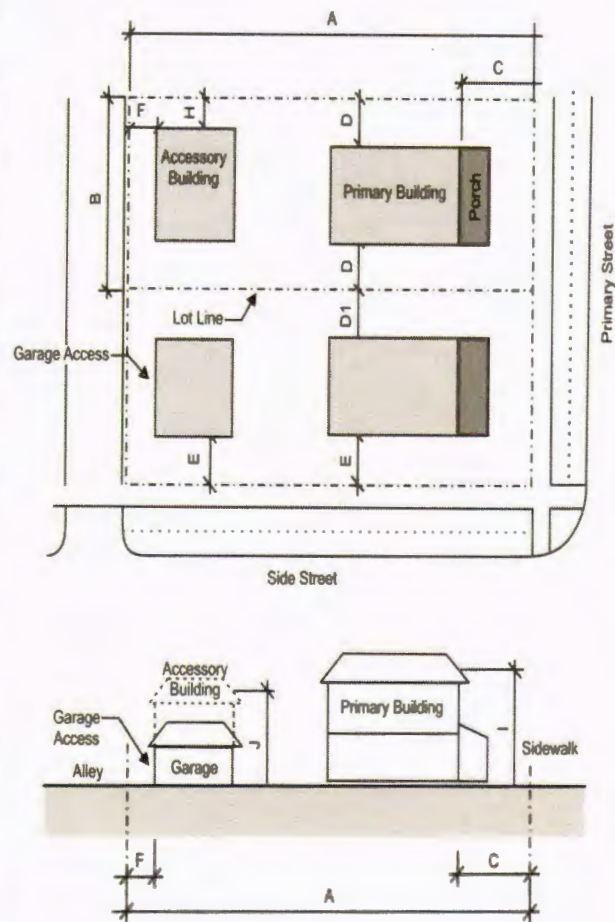 A
C
F
H
D
Accessory
Building
Primary Building
Porch
B
D
Lot Line
D1
Garage Access
Primary Street
E
E
Side Street
Accessory
Building
Primary Building
Garage
Access
J
I
Sidewalk
Alley
Garage
F
C
A